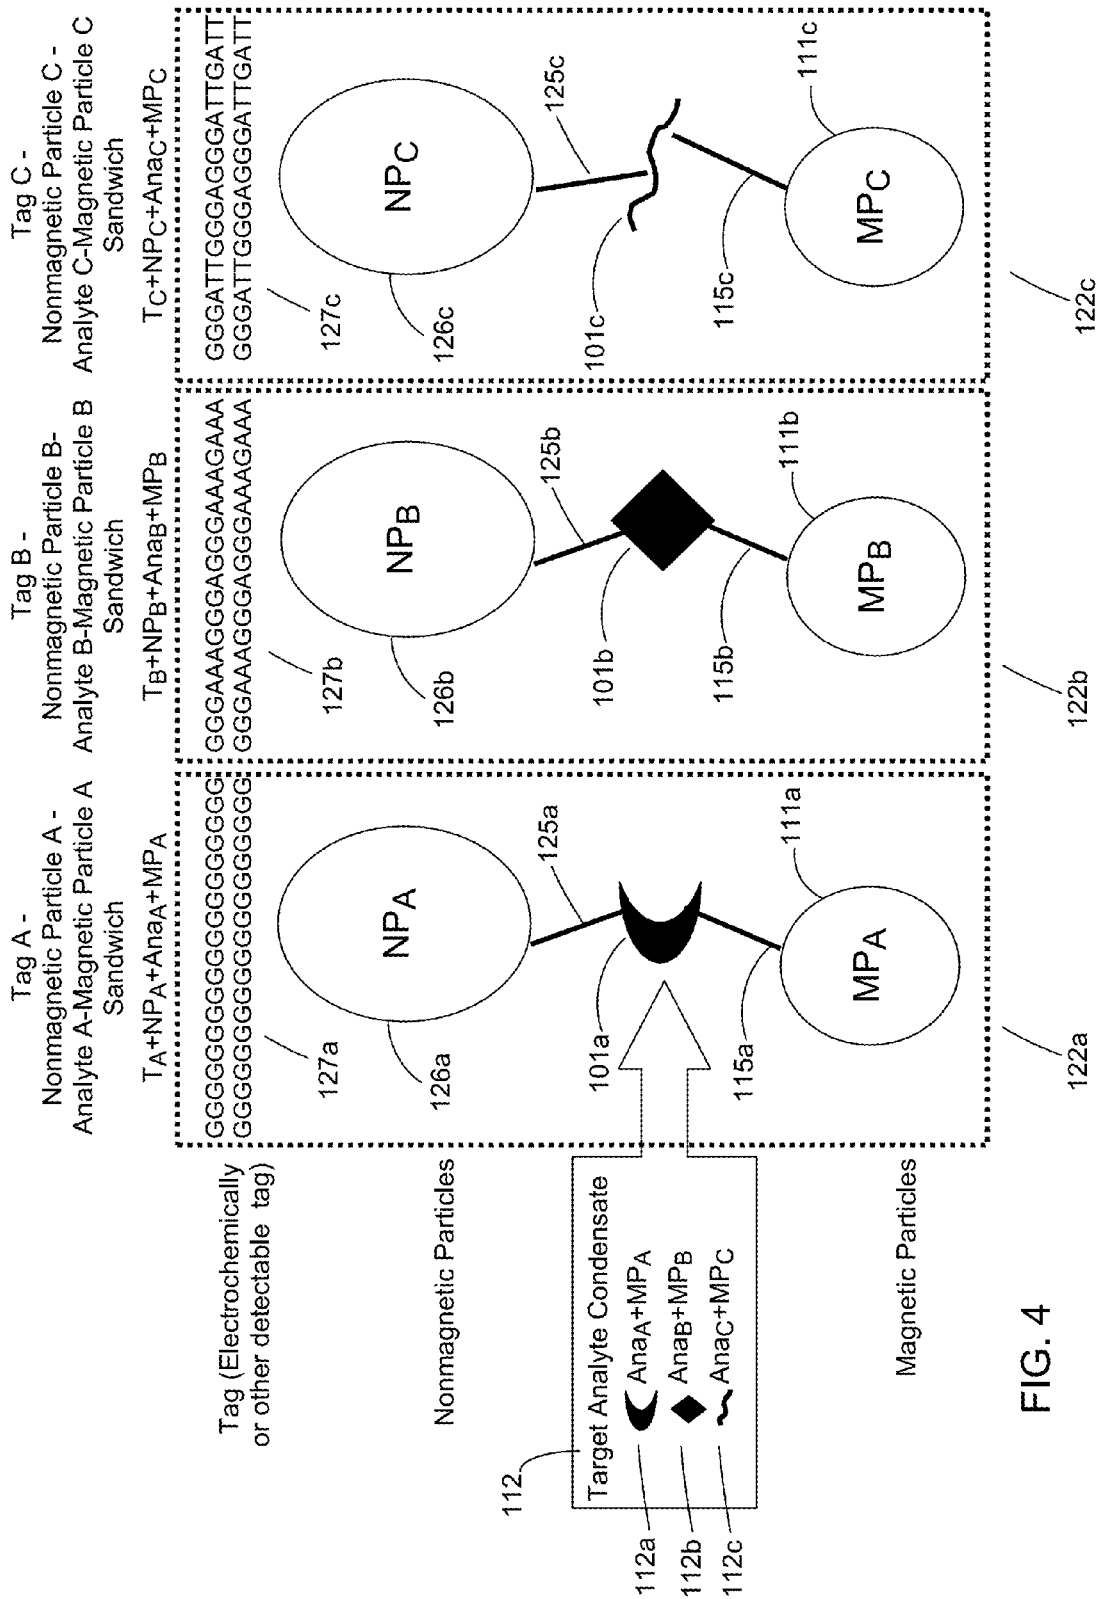 Tag A -
Nonmagnetic Particle A -
Analyte A-Magnetic Particle A
Sandwich
TA+NPA+AnaA+MPA
Tag B -
Nonmagnetic Particle B-
Analyte B-Magnetic Particle B
Sandwich
TB+NPB+AnaB+MPB
Tag C -
Nonmagnetic Particle C -
Analyte C-Magnetic Particle C
Sandwich
TC+NPC+AnaC+MPC
Tag (Electrochemically
or other detectable tag)
GGGGGGGGGGGGGGGGGGGG
GGGGGGGGGGGGGGGGGGGG
GGGAAAGGGAGGGAAAGAAA
GGGAAAGGGAGGGAAAGAAA
GGGATTGGGAGGGATTGATT
GGGATTGGGAGGGATTGATT
127a
127b
127c
Nonmagnetic Particles
126a
NPA
126b
NPB
126c
NPC
125a
125b
125c
112
Target Analyte Condensate
112a
AnaA+MPA
112b
AnaB+MPB
112c
AnaC+MPC
101a
101b
101c
115a
115b
115c
Magnetic Particles
MPA
111a
MPB
111b
MPC
111c
122a
122b
122c
FIG. 4